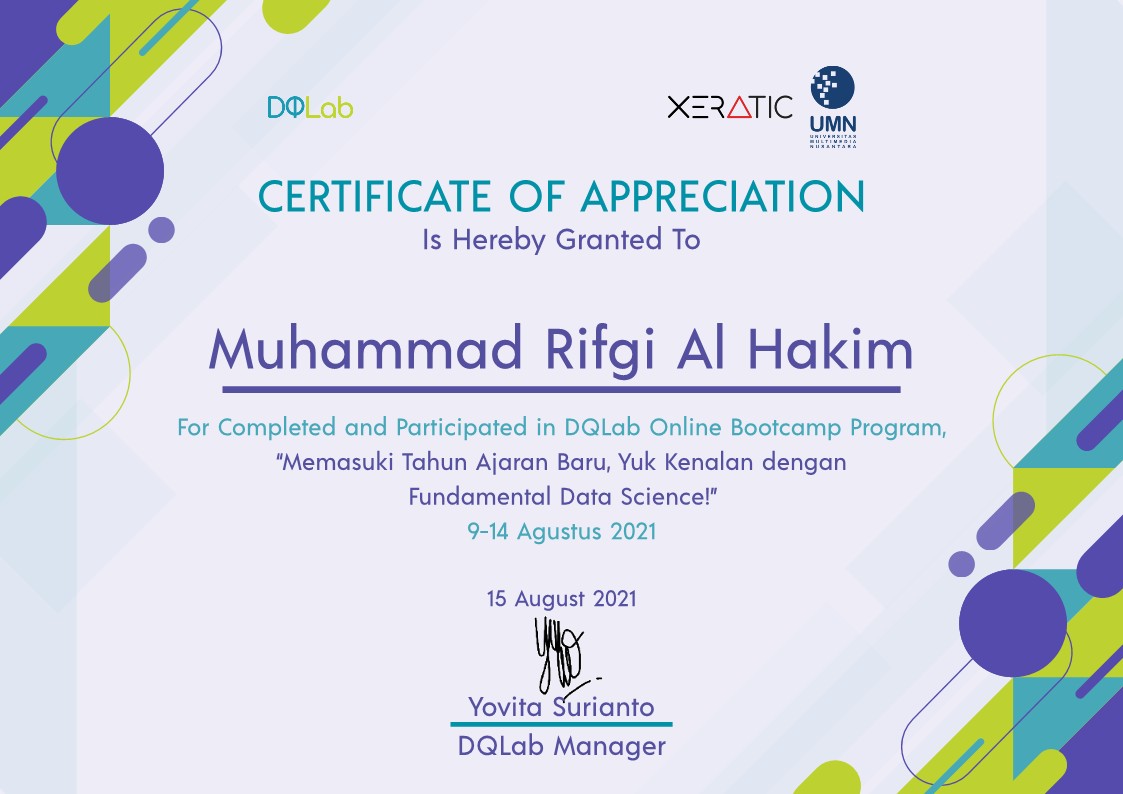 DQLab
XERATIC
UMN
UNIVERSITAS
MULTIMEDIA
NUSANTARA
CERTIFICATE OF APPRECIATION
Is Hereby Granted To
Muhammad Rifgi Al Hakim
For Completed and Participated in DQLab Online Bootcamp Program,
“Memasuki Tahun Ajaran Baru, Yuk Kenalan dengan
Fundamental Data Science!”
9-14 Agustus 2021
15 August 2021
Yovita Surianto
DQLab Manager